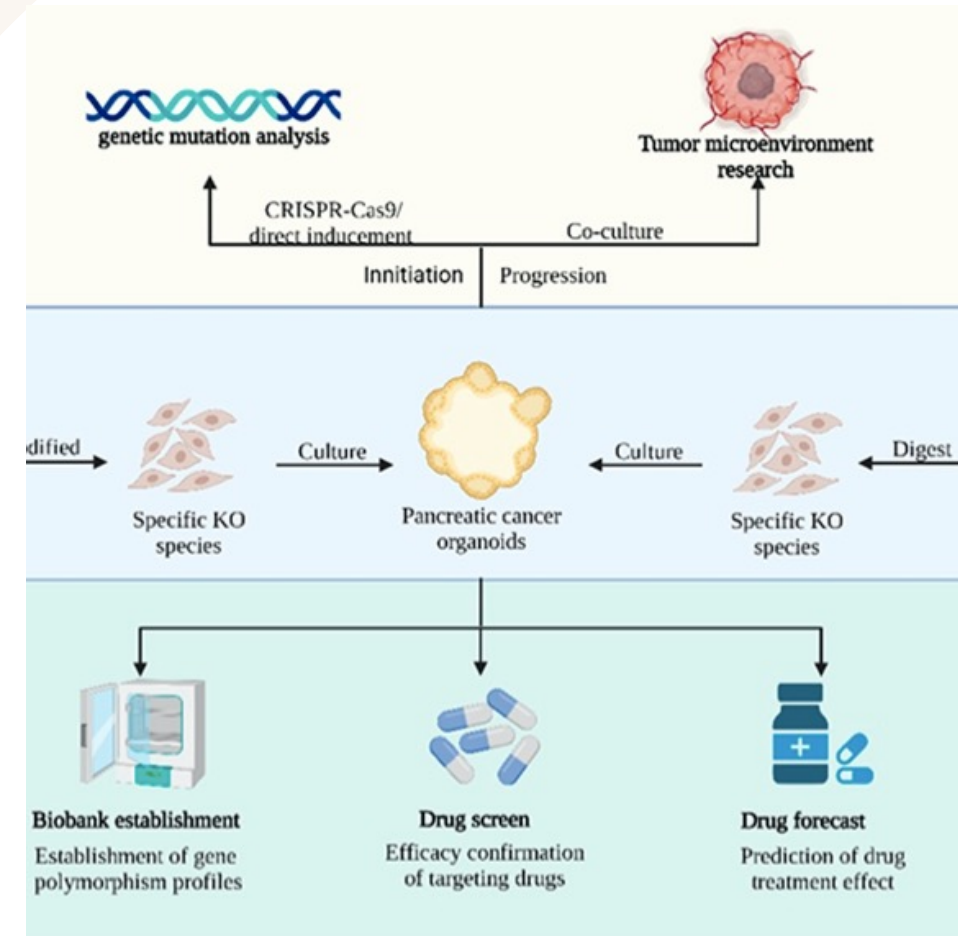 genetic mutation analysis
Tumor microenvironment
research
CRISPR-Cas9/
direct inducement
Co-culture
Innitiation
Progression
dified
Culture
Culture
Digest
Specific KO
species
Pancreatic cancer
organoids
Specific KO
species
Biobank establishment
Establishment of gene
polymorphism profiles
Drug screen
Efficacy confirmation
of targeting drugs
Drug forecast
Prediction of drug
treatment effect